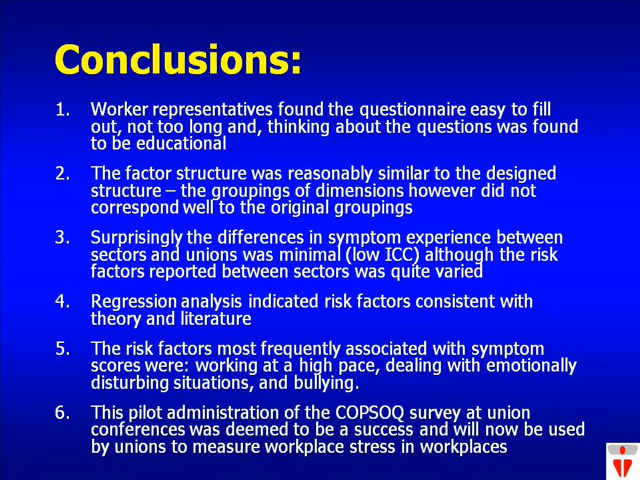 Conclusions:
1. Worker representatives found the questionnaire easy to fill
out, not too long and, thinking about the questions was found
to be educational
2. The factor structure was reasonably similar to the designed
structure – the groupings of dimensions however did not
correspond well to the original groupings
3. Surprisingly the differences in symptom experience between
sectors and unions was minimal (low ICC) although the risk
factors reported between sectors was quite varied
4. Regression analysis indicated risk factors consistent with
theory and literature
5. The risk factors most frequently associated with symptom
scores were: working at a high pace, dealing with emotionally
disturbing situations, and bullying.
6. This pilot administration of the COPSOQ survey at union
conferences was deemed to be a success and will now be used
by unions to measure workplace stress in workplaces